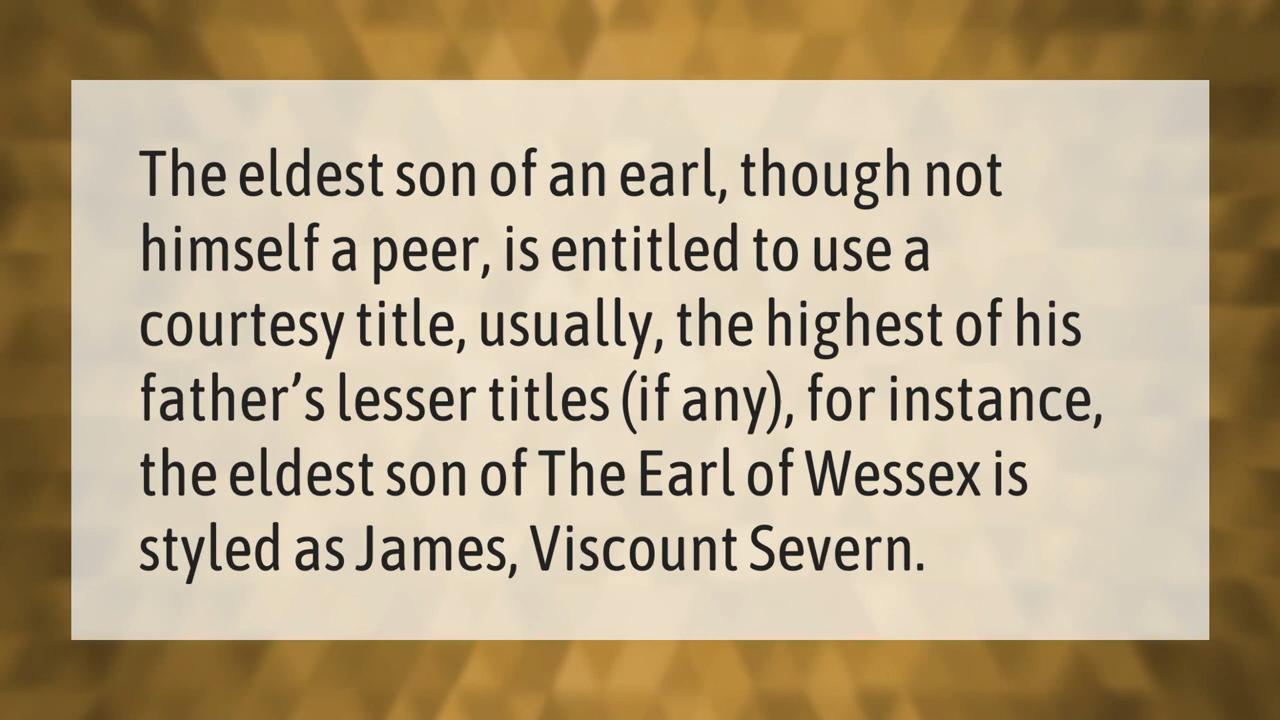 The eldest son of an earl, though not
himself a peer, is entitled to use a
courtesy title, usually, the highest of his
father’s lesser titles (if any), for instance,
the eldest son of The Earl of Wessex is
styled as James, Viscount Severn.